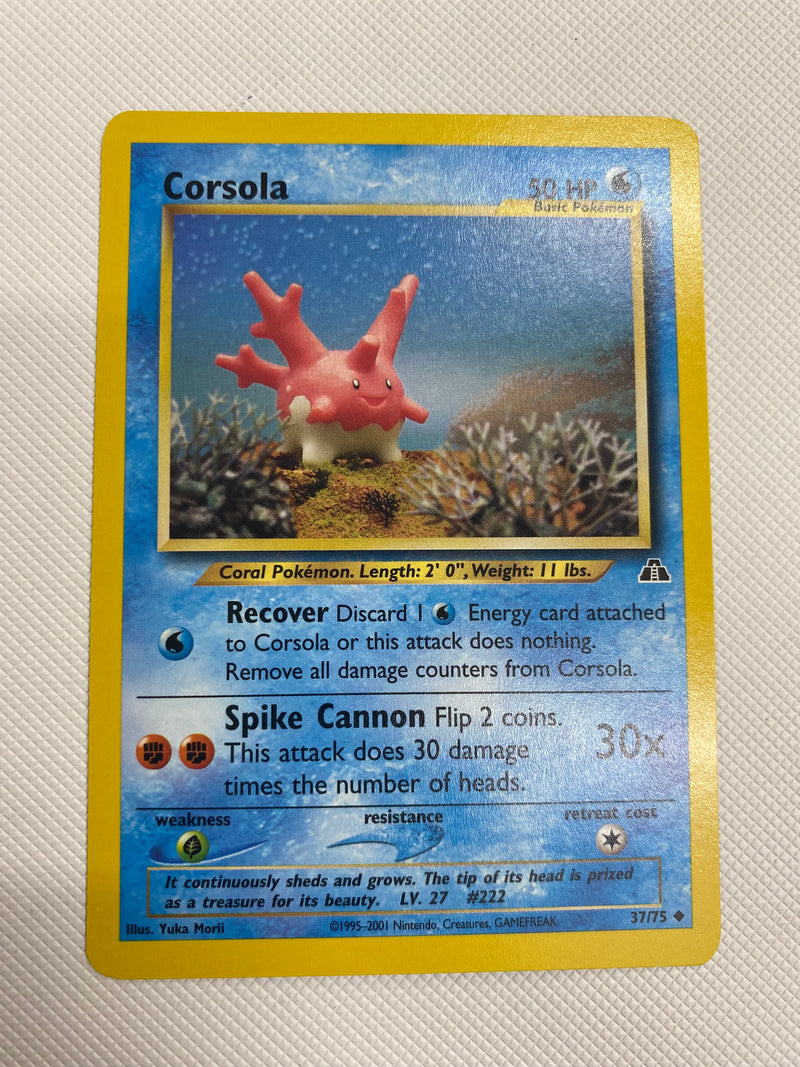 Corsola
50 HP
Basic Pokémon
Coral Pokémon. Length: 2' 0", Weight: 11 lbs.
Recover Discard 1 Energy card attached
to Corsola or this attack does nothing.
Remove all damage counters from Corsola.
Spike Cannon Flip 2 coins.
This attack does 30 damage
times the number of heads.
30x
weakness
resistance
retreat cost
It continuously sheds and grows. The tip of its head is prized
as a treasure for its beauty. LV. 27 #222
Illus. Yuka Morii
©1995-2001 Nintendo, Creatures, GAMEFREAK.
37/75